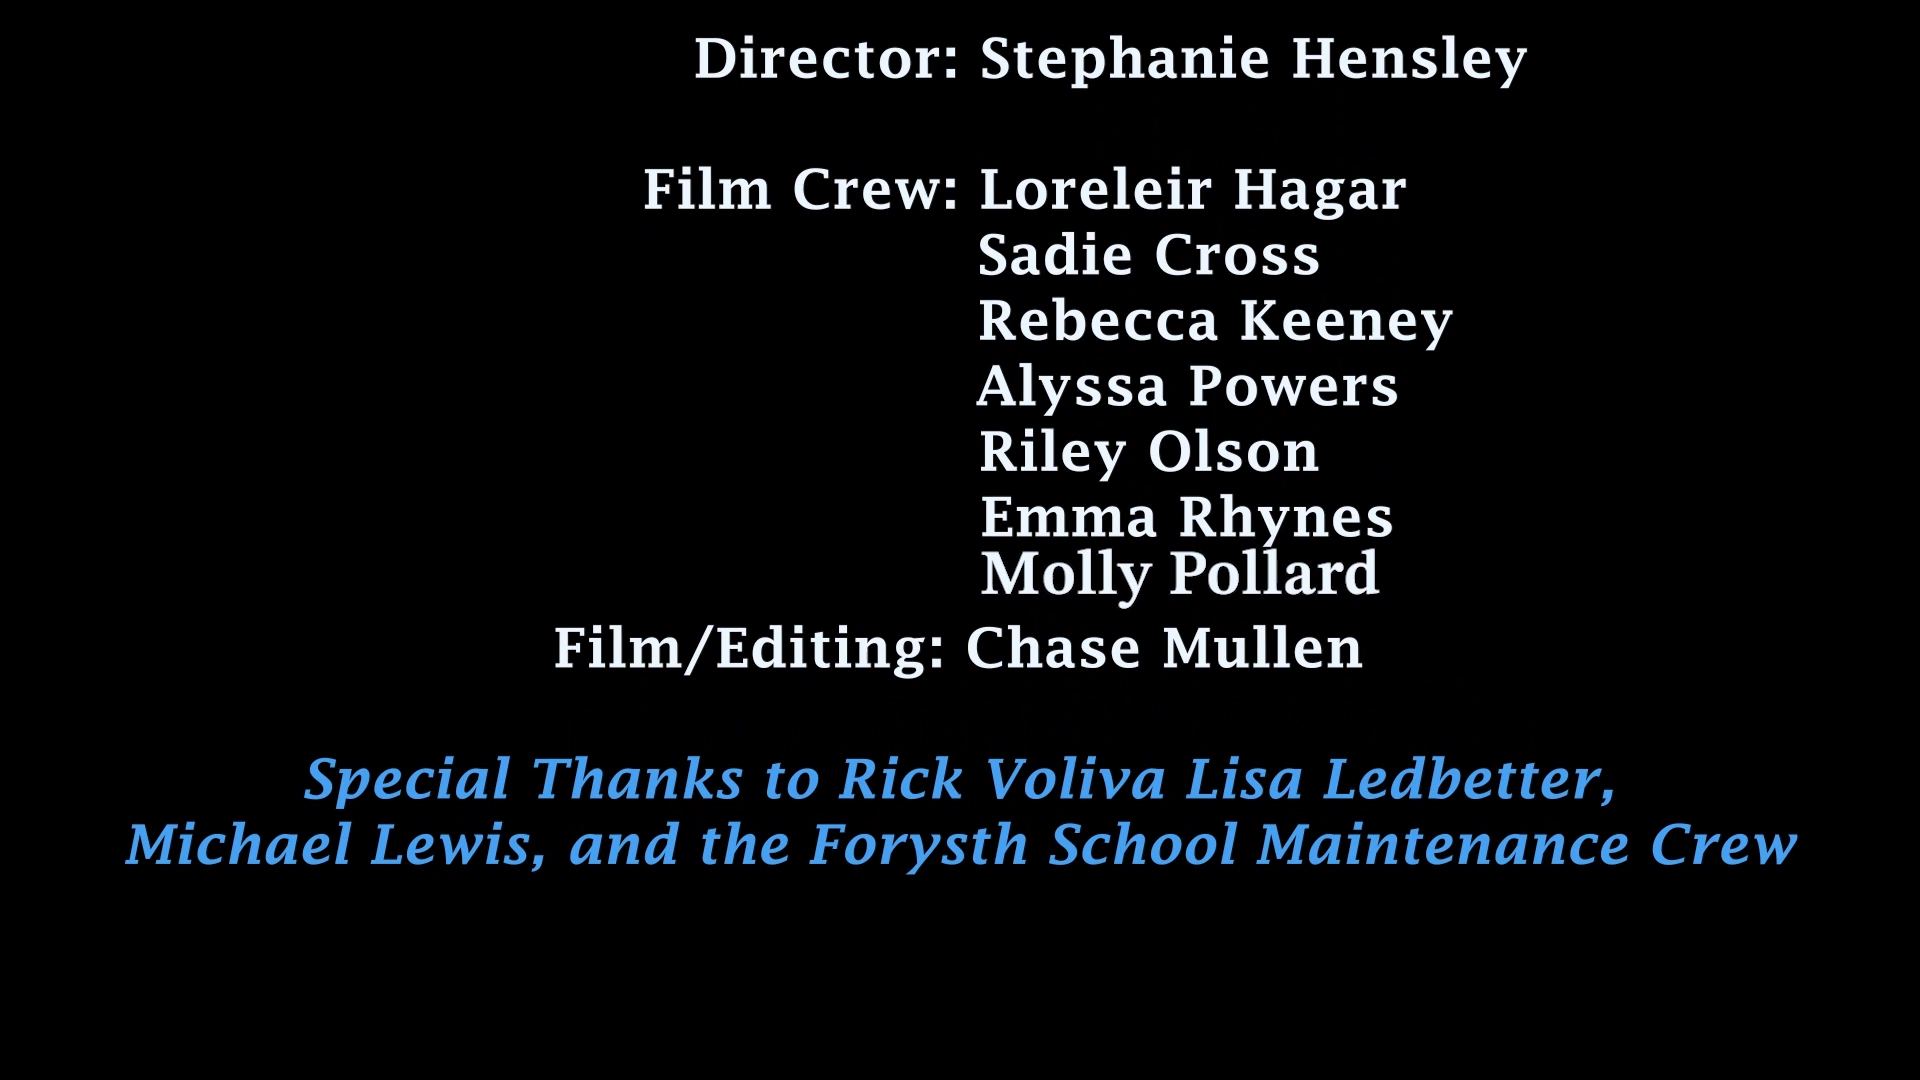 Director: Stephanie Hensley
Film Crew: Loreleir Hagar
Sadie Cross
Rebecca Keeney
Alyssa Powers
Riley Olson
Emma Rhynes
Molly Pollard
Film/Editing: Chase Mullen
Special Thanks to Rick Voliva Lisa Ledbetter,
Michael Lewis, and the Forysth School Maintenance Crew